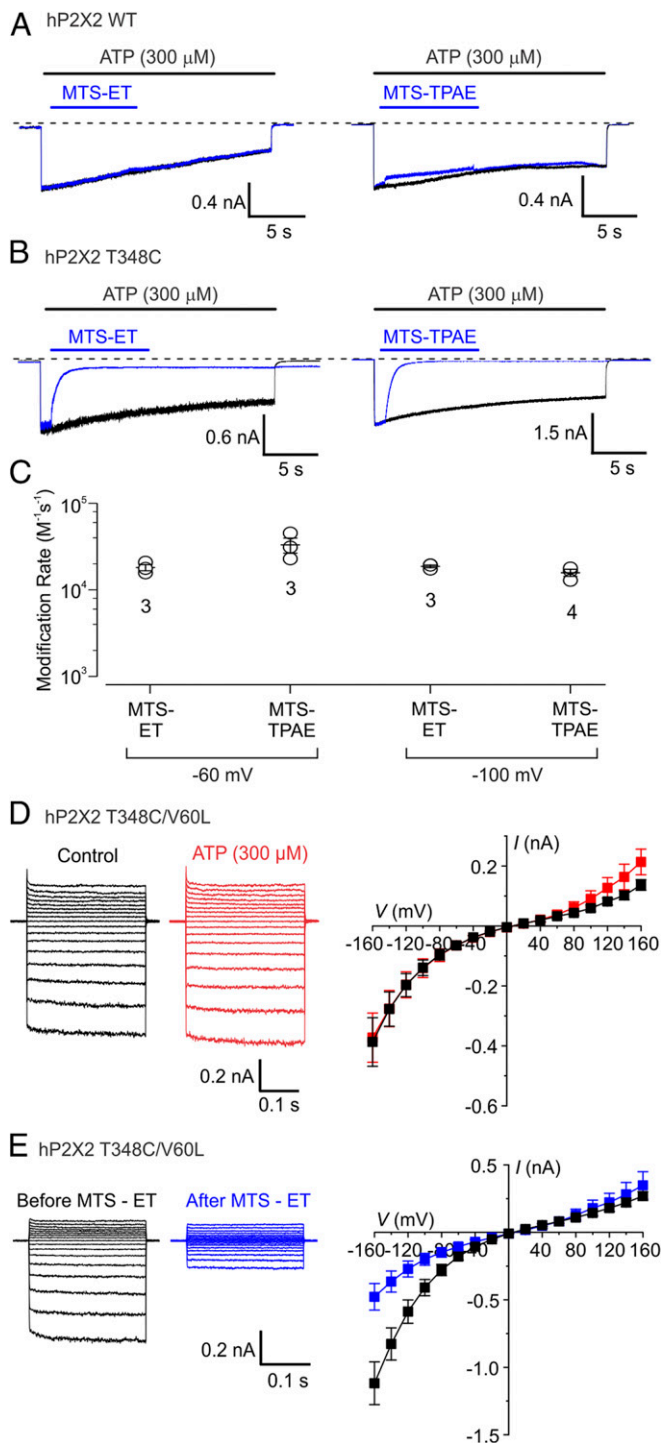 A hP2X2 WT
ATP (300 μM) ATP (300 μM)
MTS-ET MTS-TPAE
0.4 nA 0.4 nA
5 s 5 s
B hP2X2 T348C
ATP (300 μM) ATP (300 μM)
MTS-ET MTS-TPAE
0.6 nA 1.5 nA
5 s 5 s
C
Modification Rate (M⁻¹s⁻¹)
10⁵
10⁴
10³
3 3 3 4
MTS-ET MTS-TPAE MTS-ET MTS-TPAE
-60 mV -100 mV
D hP2X2 T348C/V60L
Control ATP (300 μM)
0.2 nA
0.1 s
I (nA)
V (mV)
0.2
-160 -120 -80 -40 40 80 120 160
-0.2
-0.4
-0.6
E hP2X2 T348C/V60L
Before MTS - ET After MTS - ET
0.2 nA
0.1 s
I (nA)
V (mV)
0.5
-160 -120 -80 -40 0 40 80 120 160
-0.5
-1.0
-1.5